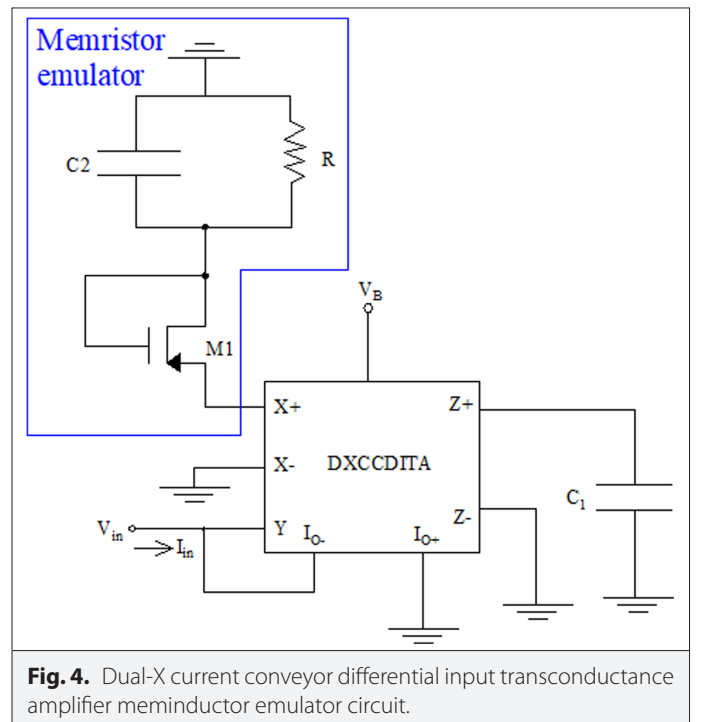 Memristor
emulator
C2
R
M1
V_B
X+
Z+
X-
DXCCDITA
C_1
Z-
V_in
Y
I_O-
I_O+
I_in
Fig. 4. Dual-X current conveyor differential input transconductance
amplifier meminductor emulator circuit.